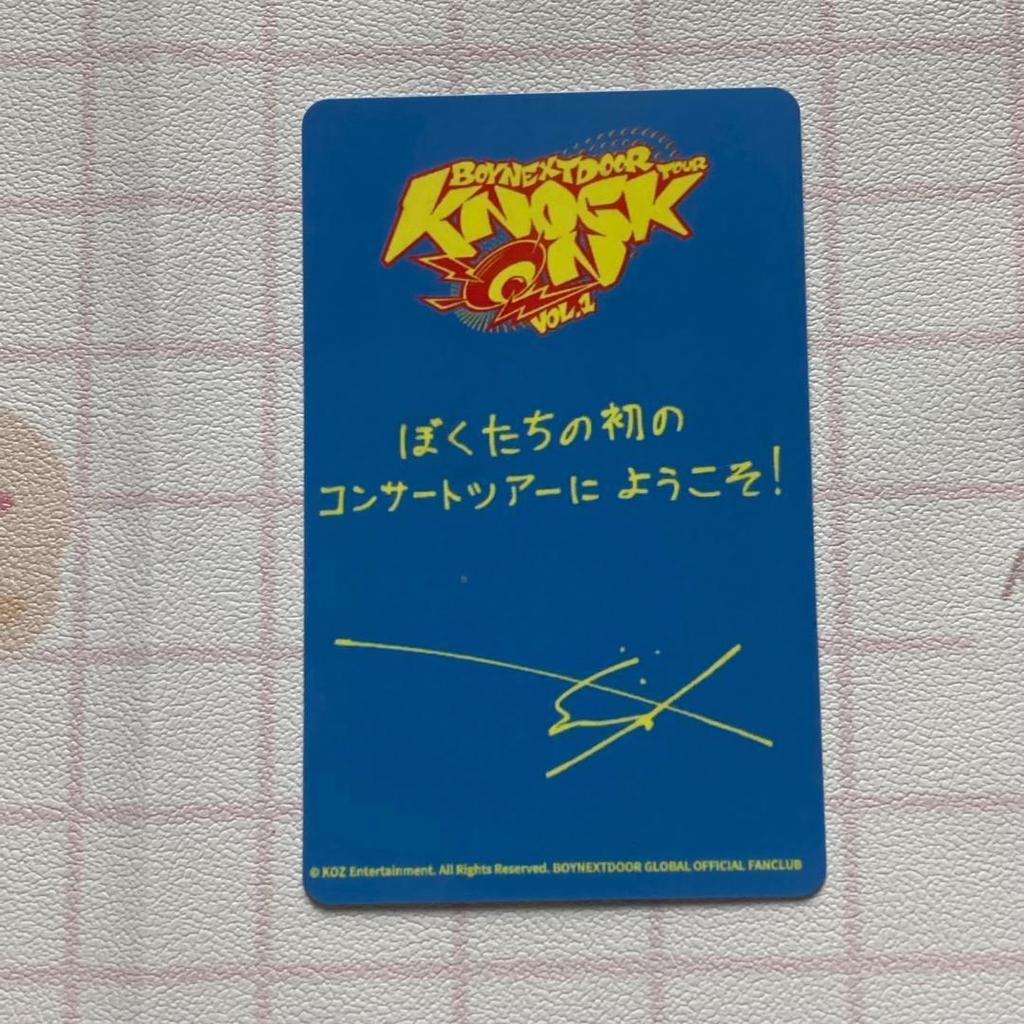 BOYNEXTDOOR TOUR
KNOCK
ON
VOL.1
ぼくたちの初の
コンサートツアーにようこそ!
© KOZ Entertainment. All Rights Reserved. BOYNEXTDOOR GLOBAL OFFICIAL FANCLUB